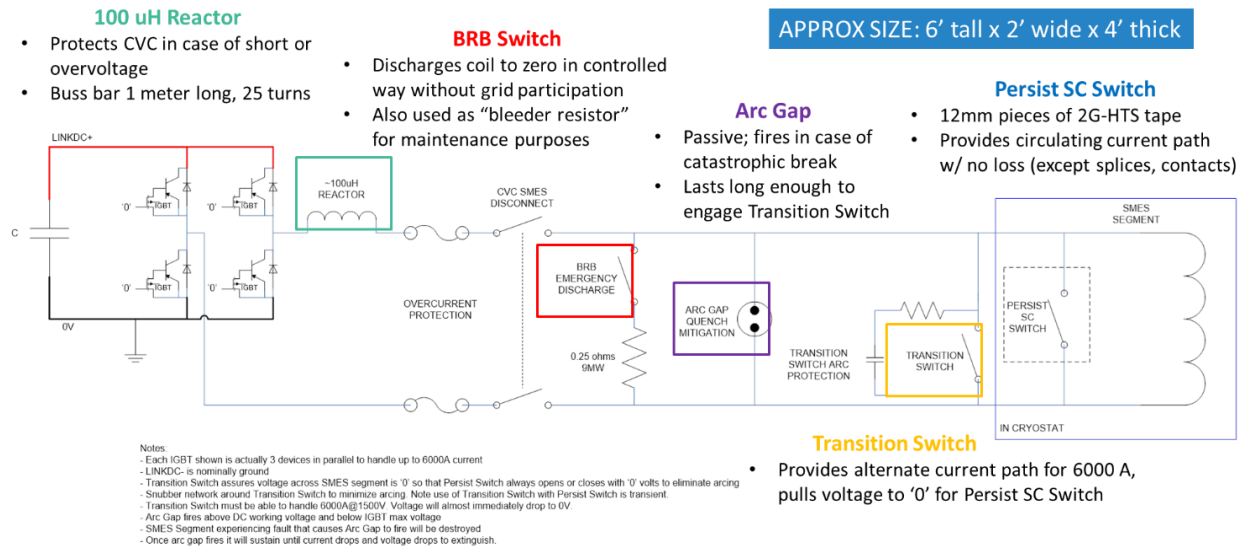 100 uH Reactor
• Protects CVC in case of short or
overvoltage
• Buss bar 1 meter long, 25 turns
BRB Switch
• Discharges coil to zero in controlled
way without grid participation
• Also used as “bleeder resistor”
for maintenance purposes
APPROX SIZE: 6’ tall x 2’ wide x 4’ thick
Arc Gap
• Passive; fires in case of
catastrophic break
• Lasts long enough to
engage Transition Switch
Persist SC Switch
• 12mm pieces of 2G-HTS tape
• Provides circulating current path
w/ no loss (except splices, contacts)
LINKDC+
'0'
IGBT
'0'
IGBT
~100uH
REACTOR
CVC SMES
DISCONNECT
SMES
SEGMENT
C
'0'
IGBT
'0'
IGBT
0V
OVERCURRENT
PROTECTION
BRB
EMERGENCY
DISCHARGE
0.25 ohms
9MW
ARC GAP
QUENCH
MITIGATION
TRANSITION
SWITCH ARC
PROTECTION
TRANSITION
SWITCH
PERSIST
SC
SWITCH
IN CRYOSTAT
Transition Switch
• Provides alternate current path for 6000 A,
pulls voltage to ‘0’ for Persist SC Switch
Notes:
- Each IGBT shown is actually 3 devices in parallel to handle up to 6000A current
- LINKDC- is nominally ground
- Transition Switch assures voltage across SMES segment is '0' so that Persist Switch always opens or closes with '0' volts to eliminate arcing
- Snubber network around Transition Switch to minimize arcing. Note use of Transition Switch with Persist Switch is transient.
- Transition Switch must be able to handle 6000A@1500V. Voltage will almost immediately drop to 0V.
- Arc Gap fires above DC working voltage and below IGBT max voltage
- SMES Segment experiencing fault that causes Arc Gap to fire will be destroyed
- Once arc gap fires it will sustain until current drops and voltage drops to extinguish.